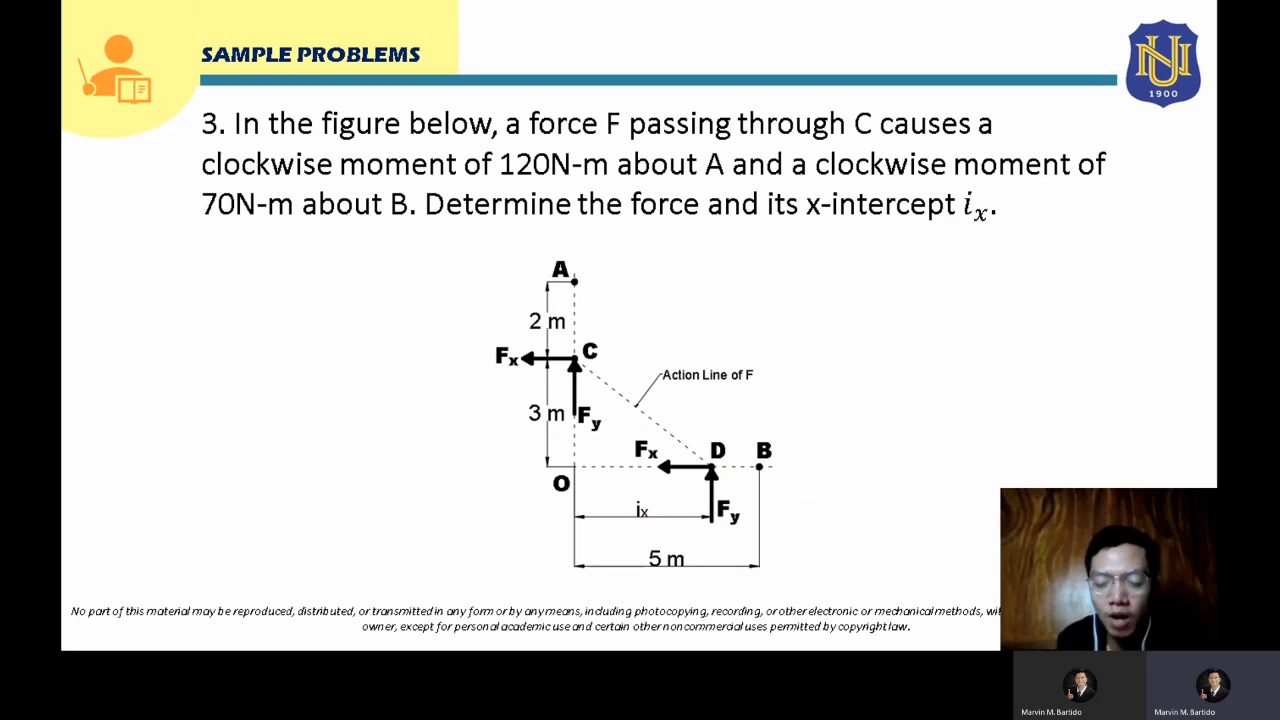 SAMPLE PROBLEMS
NU
1900
3. In the figure below, a force F passing through C causes a
clockwise moment of 120N-m about A and a clockwise moment of
70N-m about B. Determine the force and its x-intercept iₓ.
A
2 m
Fx
C
Action Line of F
3 m
Fy
Fx
D
B
O
ix
Fy
5 m
No part of this material may be reproduced, distributed, or transmitted in any form or by any means, including photocopying, recording, or other electronic or mechanical methods,
owner, except for personal academic use and certain other noncommercial uses permitted by copyright law.
Marvin M. Bartido
Marvin M. Bartido